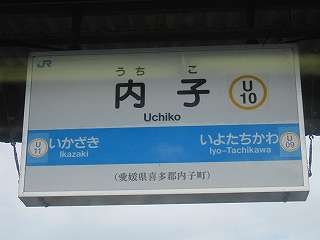 JR
うちこ
内子
Uchiko
U
10
いかざき
Ikazaki
U
11
いよたちかわ
Iyo-Tachikawa
U
09
(愛媛県喜多郡内子町)